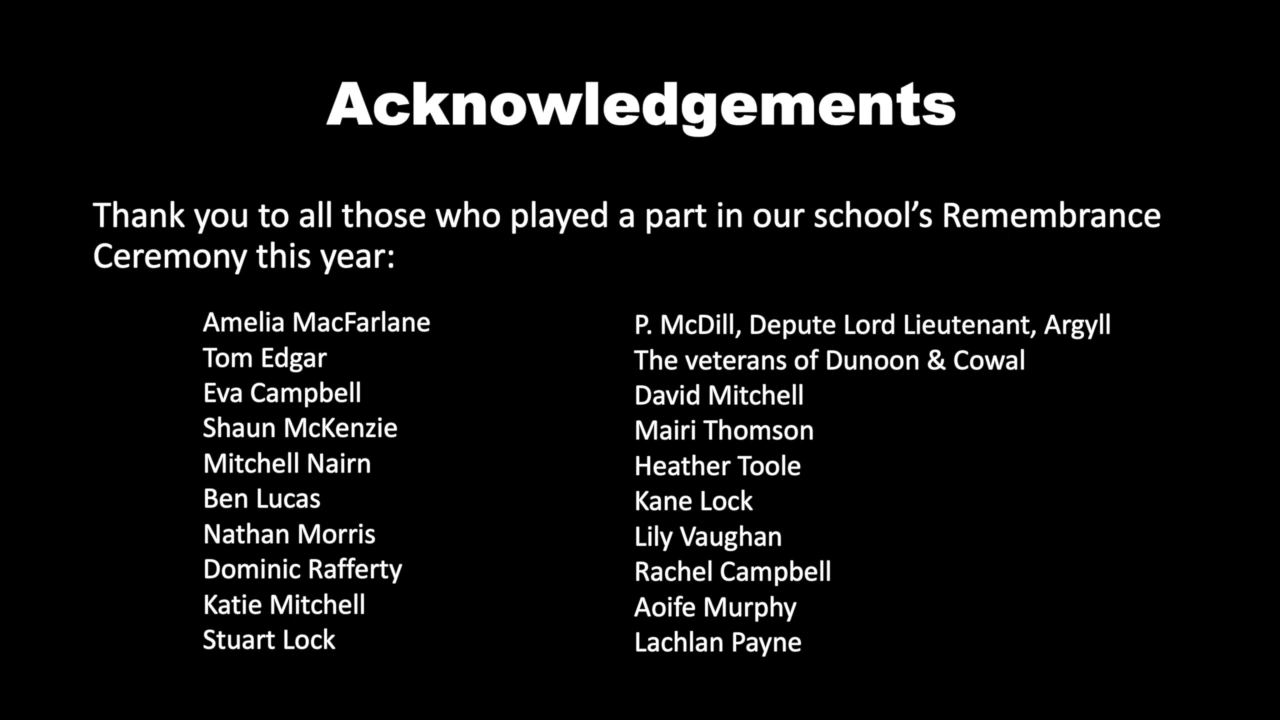 Acknowledgements
Thank you to all those who played a part in our school’s Remembrance
Ceremony this year:
Amelia MacFarlane
Tom Edgar
Eva Campbell
Shaun McKenzie
Mitchell Nairn
Ben Lucas
Nathan Morris
Dominic Rafferty
Katie Mitchell
Stuart Lock
P. McDill, Depute Lord Lieutenant, Argyll
The veterans of Dunoon & Cowal
David Mitchell
Mairi Thomson
Heather Toole
Kane Lock
Lily Vaughan
Rachel Campbell
Aoife Murphy
Lachlan Payne